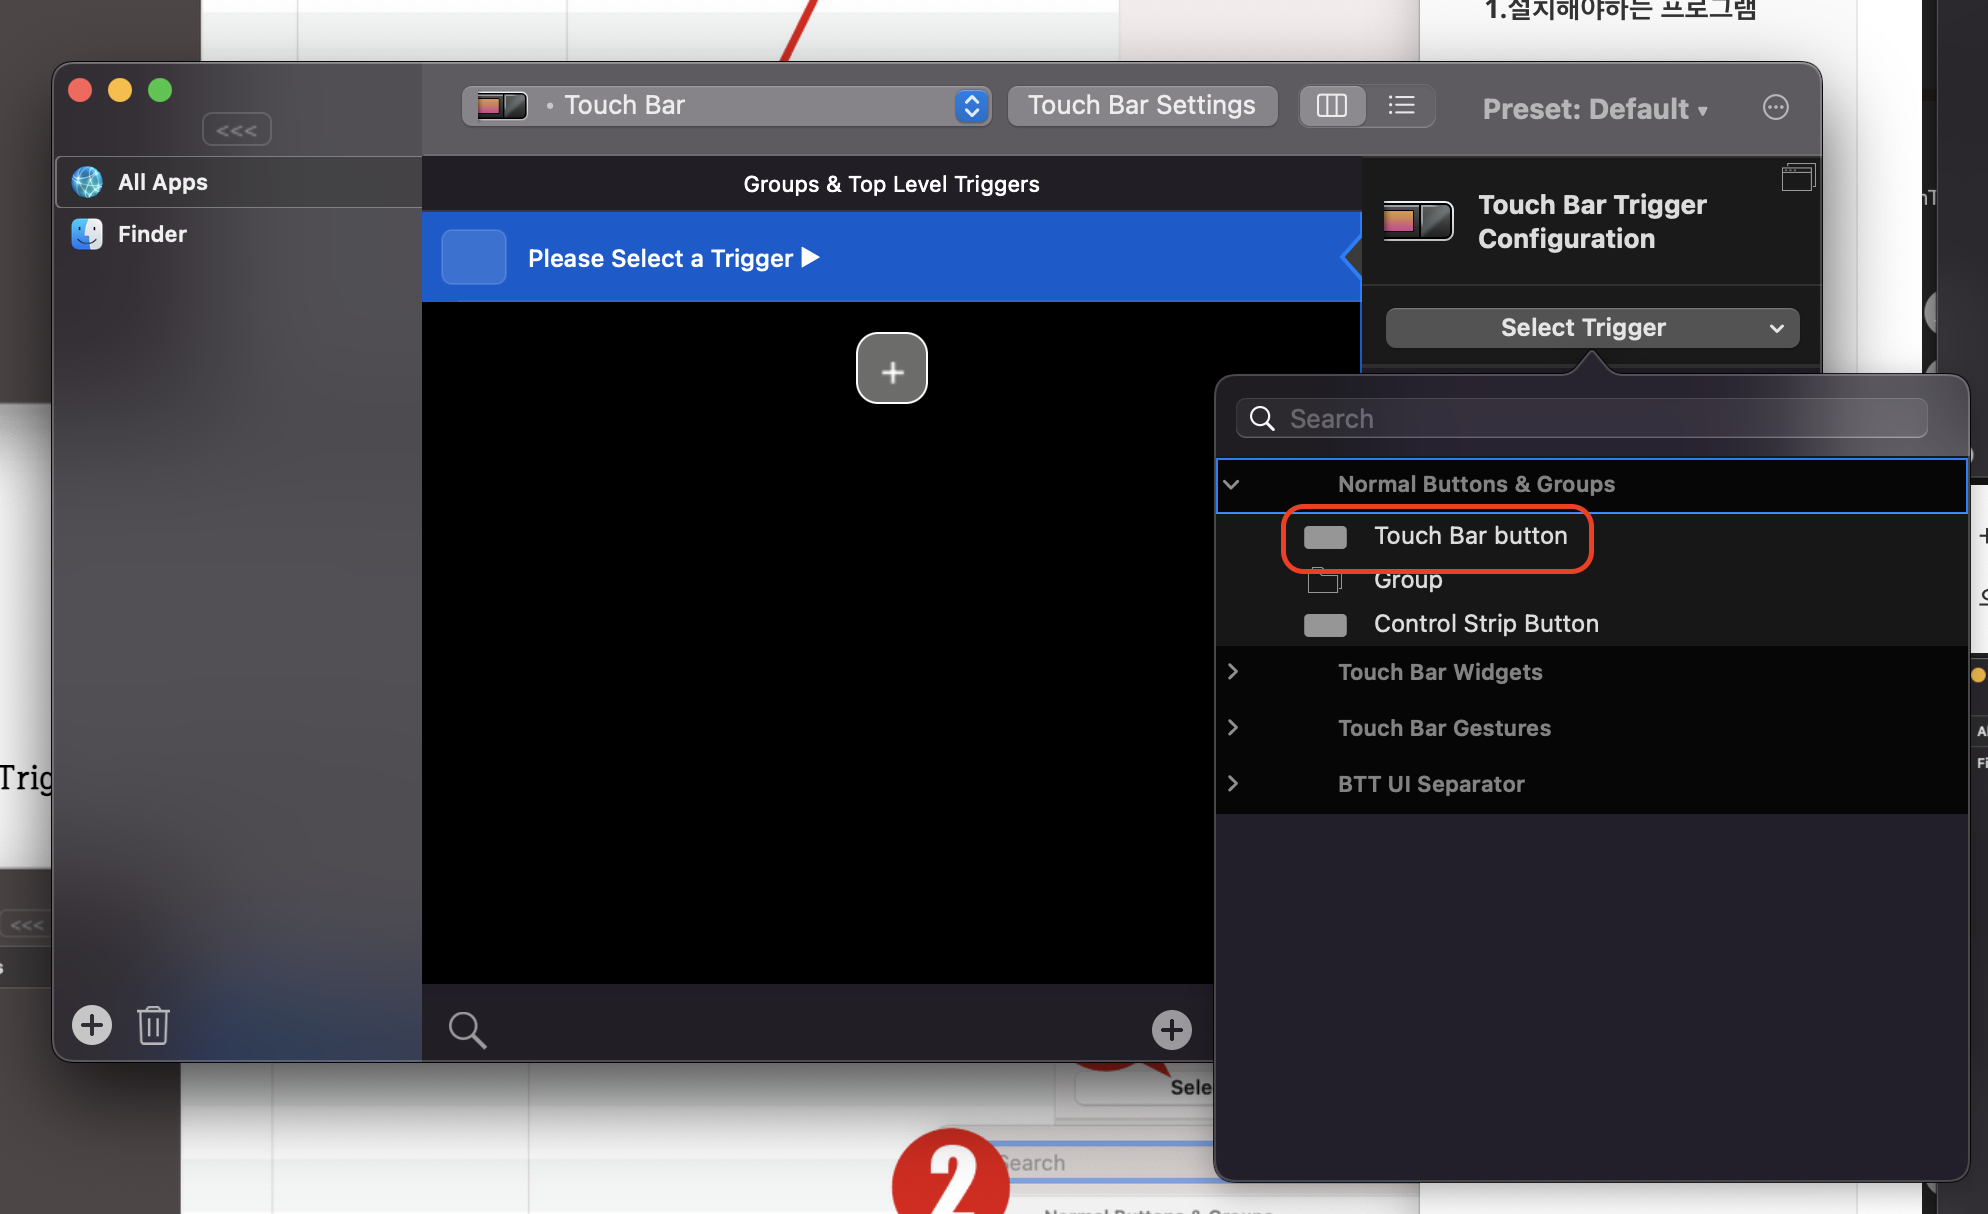 1.설치해야하는 프로그램
• Touch Bar
Touch Bar Settings
Preset: Default ▾
<<<
All Apps
Finder
Groups & Top Level Triggers
Please Select a Trigger ▶
Touch Bar Trigger
Configuration
Select Trigger
Search
Normal Buttons & Groups
Touch Bar button
Group
Control Strip Button
Touch Bar Widgets
Touch Bar Gestures
BTT UI Separator
Trig
<<<
Sele
2
Search
Normal Buttons & Groups